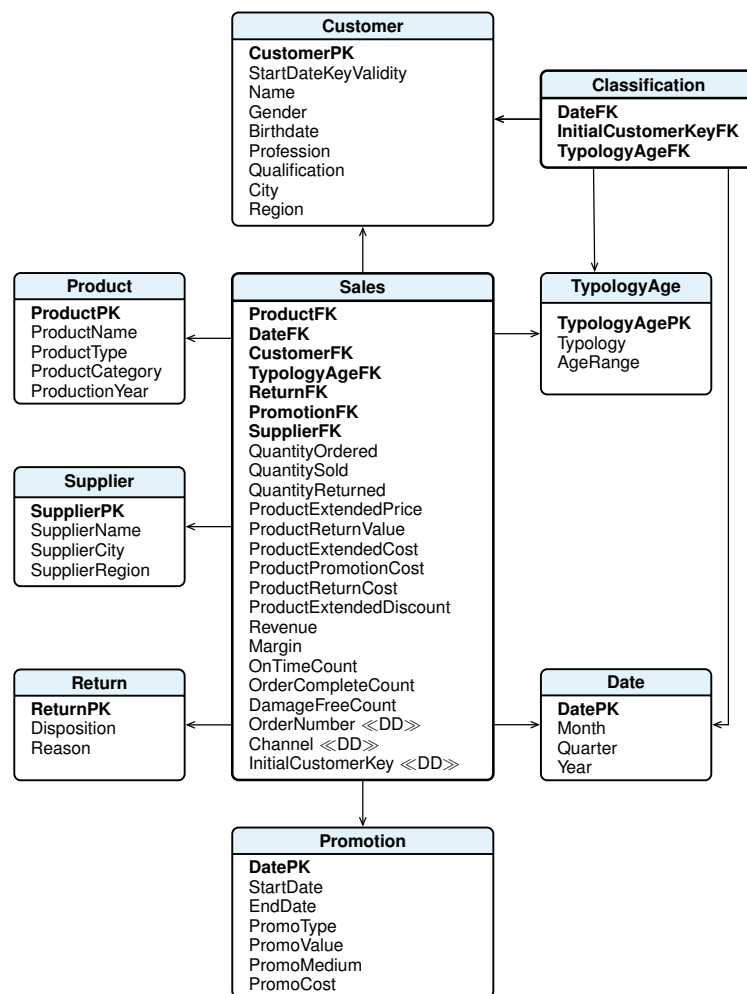 Customer
CustomerPK
StartDateKeyValidity
Name
Gender
Birthdate
Profession
Qualification
City
Region
Classification
DateFK
InitialCustomerKeyFK
TypologyAgeFK
Product
ProductPK
ProductName
ProductType
ProductCategory
ProductionYear
Sales
ProductFK
DateFK
CustomerFK
TypologyAgeFK
ReturnFK
PromotionFK
SupplierFK
QuantityOrdered
QuantitySold
QuantityReturned
ProductExtendedPrice
ProductReturnValue
ProductExtendedCost
ProductPromotionCost
ProductReturnCost
ProductExtendedDiscount
Revenue
Margin
OnTimeCount
OrderCompleteCount
DamageFreeCount
OrderNumber ≪DD≫
Channel ≪DD≫
InitialCustomerKey ≪DD≫
TypologyAge
TypologyAgePK
Typology
AgeRange
Supplier
SupplierPK
SupplierName
SupplierCity
SupplierRegion
Return
ReturnPK
Disposition
Reason
Date
DatePK
Month
Quarter
Year
Promotion
DatePK
StartDate
EndDate
PromoType
PromoValue
PromoMedium
PromoCost